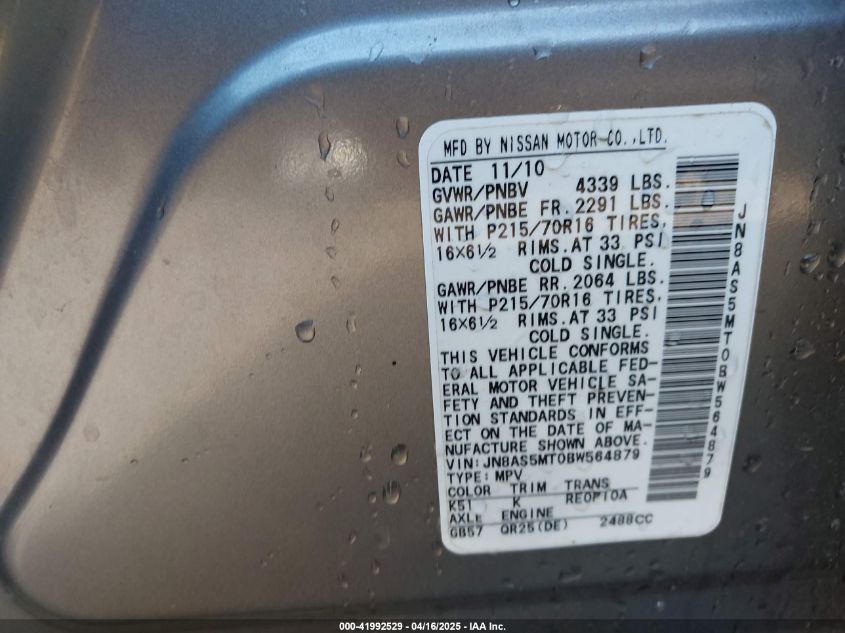 MFD BY NISSAN MOTOR CO.,LTD.
DATE 11/10
GVWR/PNBV 4339 LBS.
GAWR/PNBE FR. 2291 LBS.
WITH P215/70R16 TIRES,
16X6½ RIMS.AT 33 PSI
COLD SINGLE.
GAWR/PNBE RR. 2064 LBS.
WITH P215/70R16 TIRES,
16X6½ RIMS.AT 33 PSI
COLD SINGLE.
THIS VEHICLE CONFORMS
TO ALL APPLICABLE FED-
ERAL MOTOR VEHICLE SA-
FETY AND THEFT PREVEN-
TION STANDARDS IN EFF-
ECT ON THE DATE OF MA-
NUFACTURE SHOWN ABOVE.
VIN:JN8AS5MT0BW564879
TYPE:MPV
COLOR TRIM TRANS
K51 K RE0F10A
AXLE ENGINE
GB57 QR25(DE) 2488CC
JN8AS5MT0BW564879
000-41992529 - 04/16/2025 - IAA Inc.